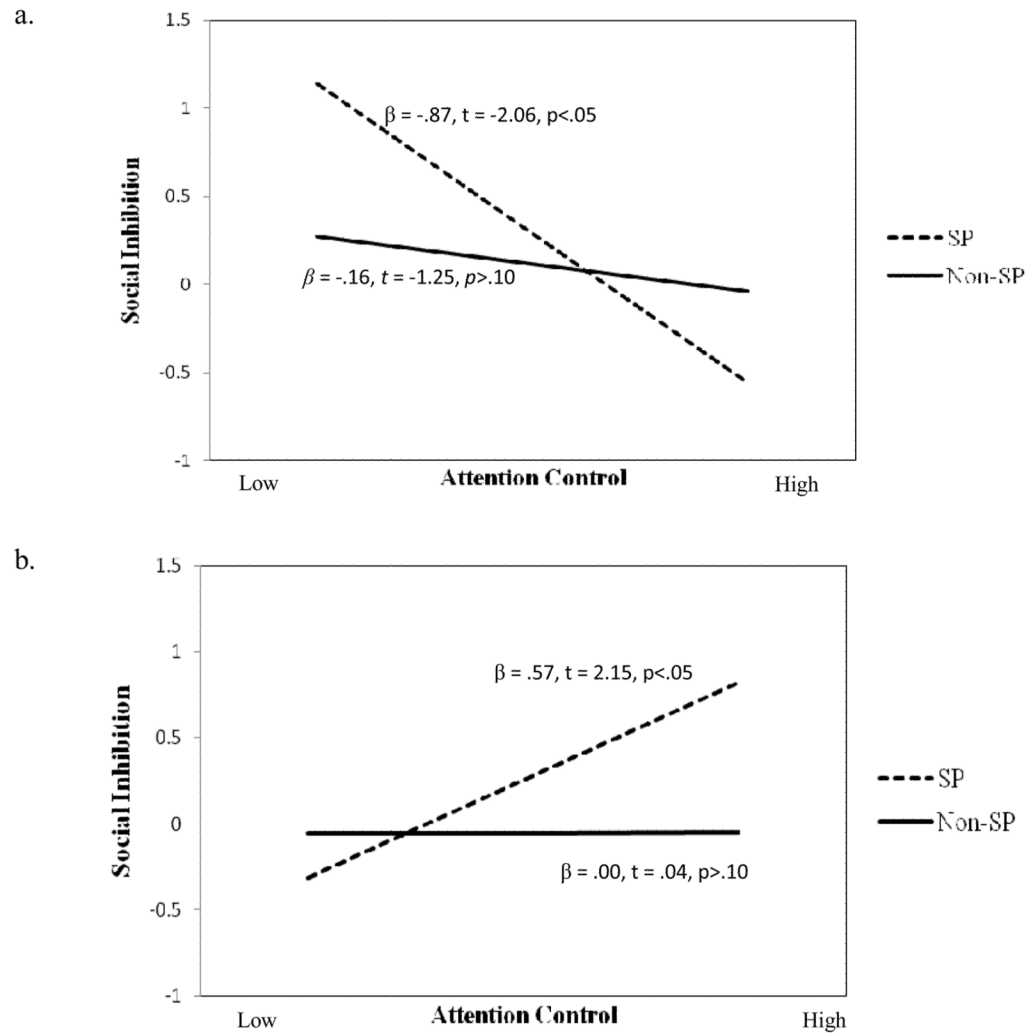 a.
1.5
1
0.5
0
-0.5
-1
Social Inhibition
β = -.87, t = -2.06, p<.05
β = -.16, t = -1.25, p>.10
SP
Non-SP
Low
Attention Control
High
b.
1.5
1
0.5
0
-0.5
-1
Social Inhibition
β = .57, t = 2.15, p<.05
β = .00, t = .04, p>.10
SP
Non-SP
Low
Attention Control
High